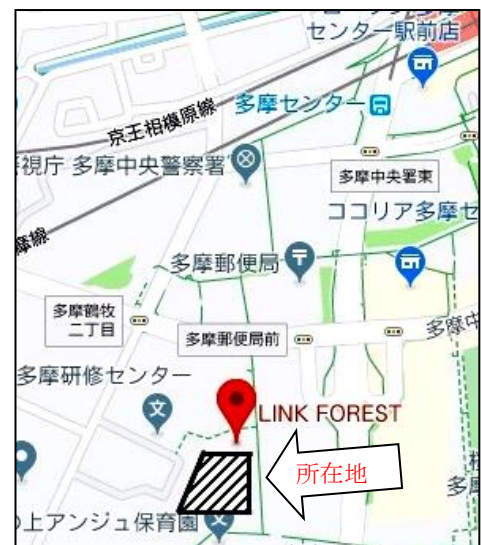 センター駅前店
多摩センター
京王相模原線
視庁 多摩中央警察署
多摩中央署東
ココリア多摩セ
摩線
多摩郵便局
多摩鶴牧
二丁目
多摩郵便局前
多摩中
多摩研修センター
LINK FOREST
所在地
の上アンジュ保育園
多摩